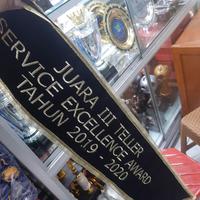 JUARA III TELLER
SERVICE EXCELLENCE AWARD
TAHUN 2019 - 2020